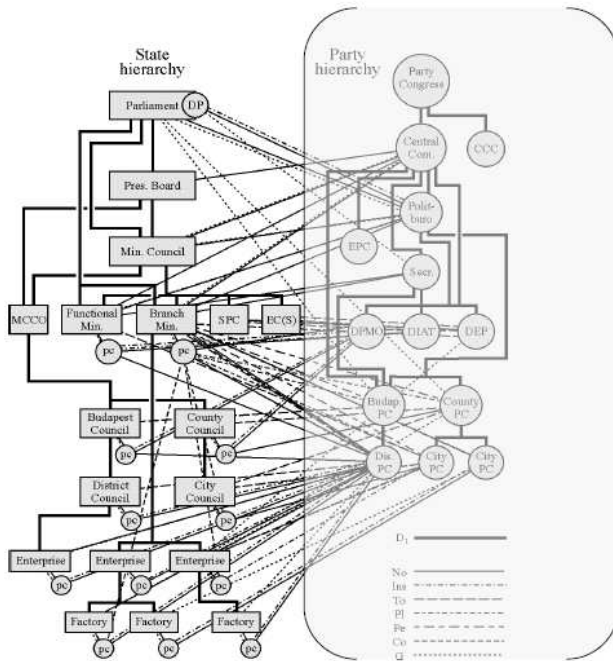 State
hierarchy
Party
hierarchy
Parliament
DP
Party
Congress
Central
Com.
CCC
Pres. Board
Polit-
buro
Min. Council
EPC
Secr.
MCCO
Functional
Min.
Branch
Min.
SPC
EC(S)
DPMO
DIAT
DEP
pc
pc
Budapest
Council
County
Council
Budap
PC
County
PC
pc
pc
District
Council
City
Council
Dis.
PC
City
PC
City
PC
pc
pc
Enterprise
Enterprise
Enterprise
pc
pc
pc
Factory
Factory
Factory
pc
pc
pc
No
Ins
To
Pl
Pe
Co